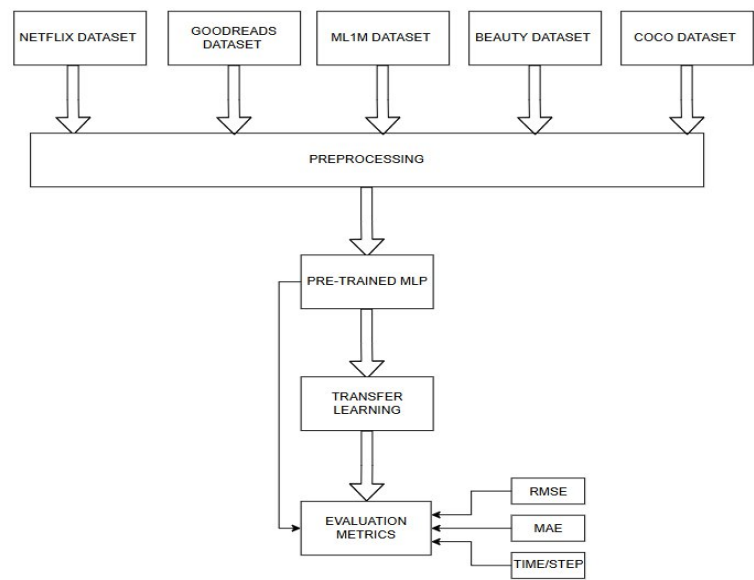 NETFLIX DATASET
GOODREADS
DATASET
ML1M DATASET
BEAUTY DATASET
COCO DATASET
PREPROCESSING
PRE-TRAINED MLP
TRANSFER
LEARNING
EVALUATION
METRICS
RMSE
MAE
TIME/STEP